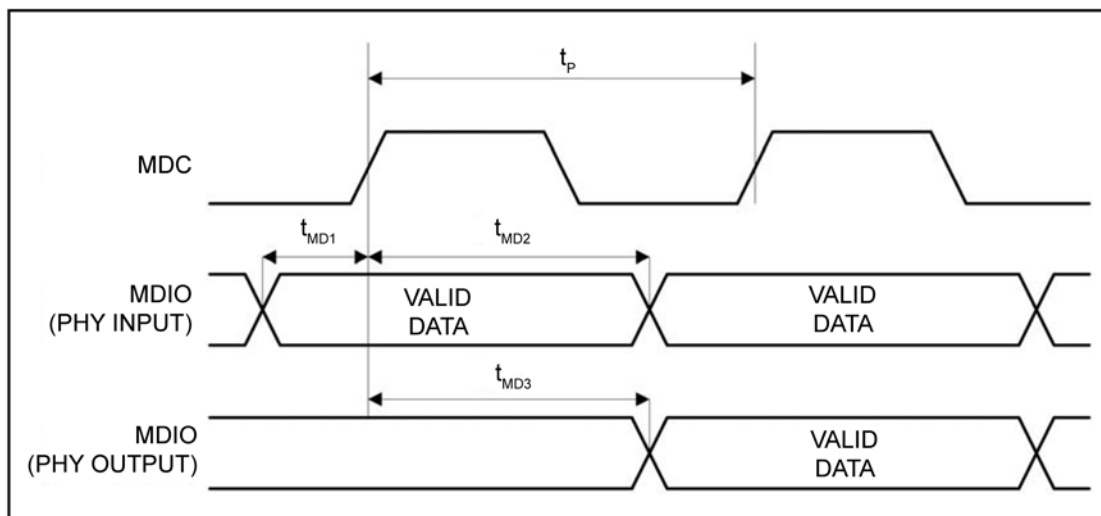 tP
MDC
tMD1
tMD2
MDIO
(PHY INPUT)
VALID
DATA
VALID
DATA
tMD3
MDIO
(PHY OUTPUT)
VALID
DATA